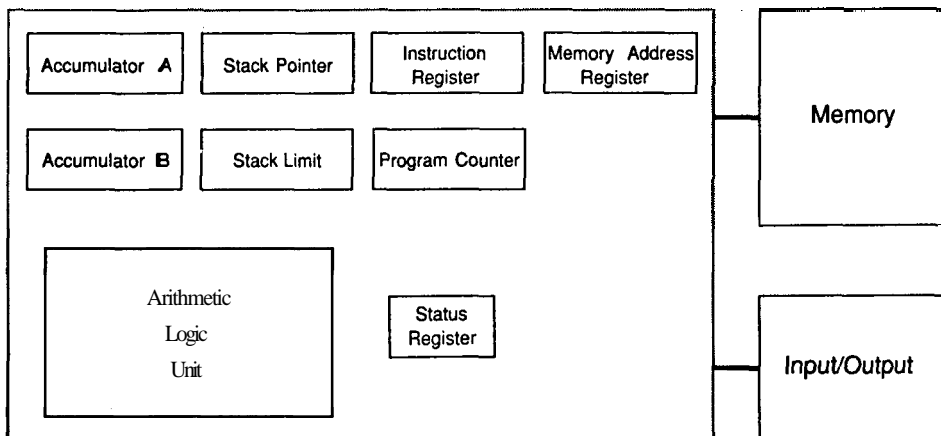 Accumulator A
Stack Pointer
Instruction
Register
Memory Address
Register
Memory
Accumulator B
Stack Limit
Program Counter
Arithmetic
Logic
Unit
Status
Register
Input/Output